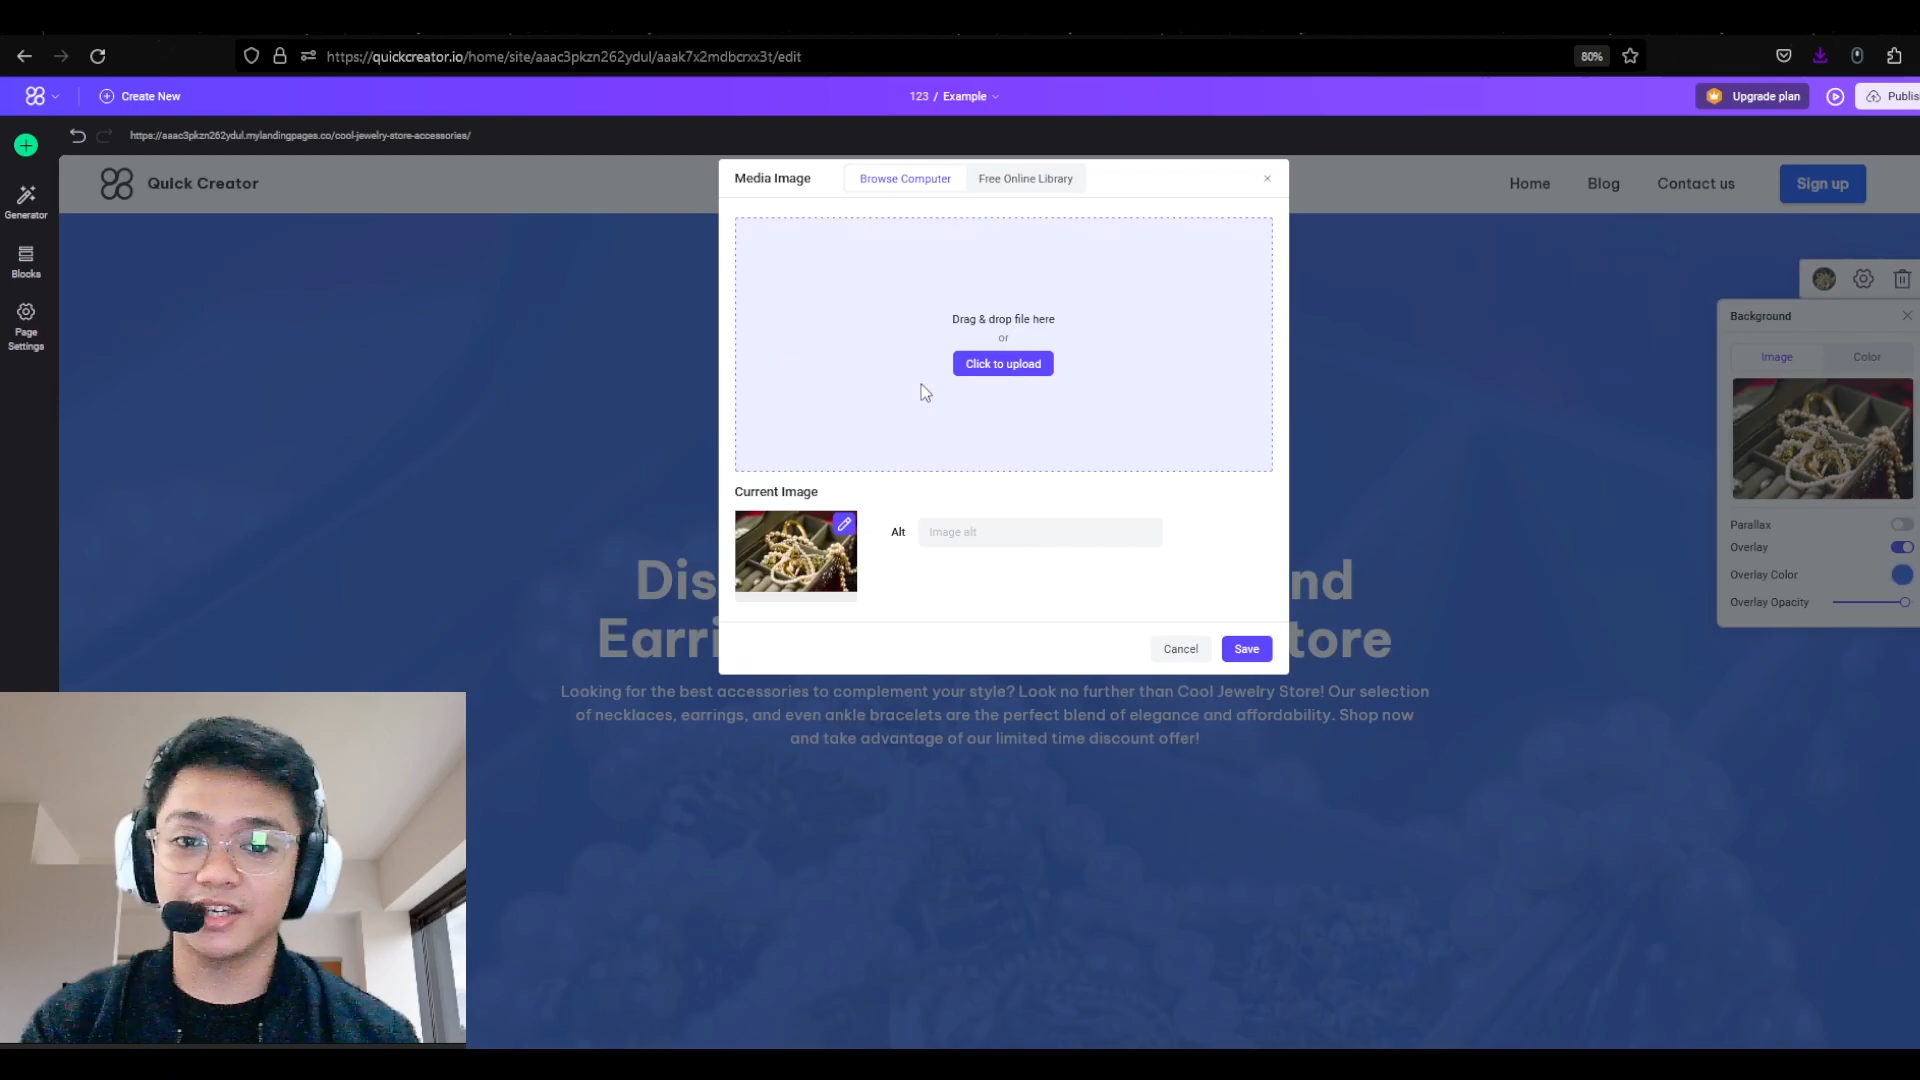 https://quickcreator.io/home/site/aaac3pkzn262ydul/aaak7x2mdbcrxx3t/edit
80%
Create New
123 / Example
Upgrade plan
https://aaac3pkzn262ydul.mylandingpages.co/cool-jewelry-store-accessories/
Quick Creator
Home
Blog
Contact us
Sign up
Generator
Blocks
Page
Settings
Media Image
Browse Computer
Free Online Library
Drag & drop file here
or
Click to upload
Current Image
Alt
Image alt
Cancel
Save
Background
Image
Color
Parallax
Overlay
Overlay Color
Overlay Opacity
Looking for the best accessories to complement your style? Look no further than Cool Jewelry Store! Our selection
of necklaces, earrings, and even ankle bracelets are the perfect blend of elegance and affordability. Shop now
and take advantage of our limited time discount offer!